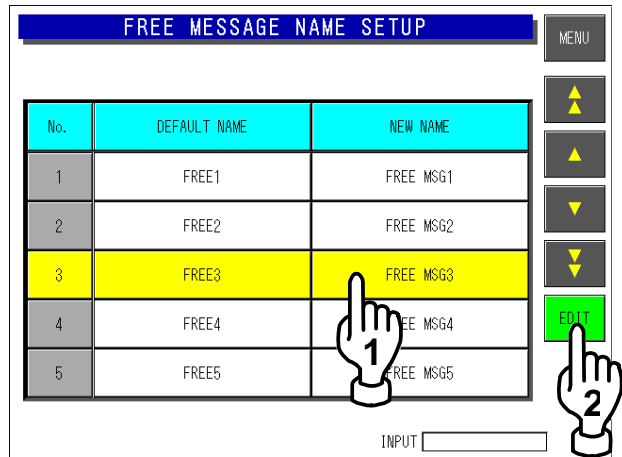 FREE MESSAGE NAME SETUP
MENU
No. DEFAULT NAME NEW NAME
1 FREE1 FREE MSG1
2 FREE2 FREE MSG2
3 FREE3 FREE MSG3
4 FREE4 EE MSG4
5 FREE5 FREE MSG5
EDIT
1
2
INPUT